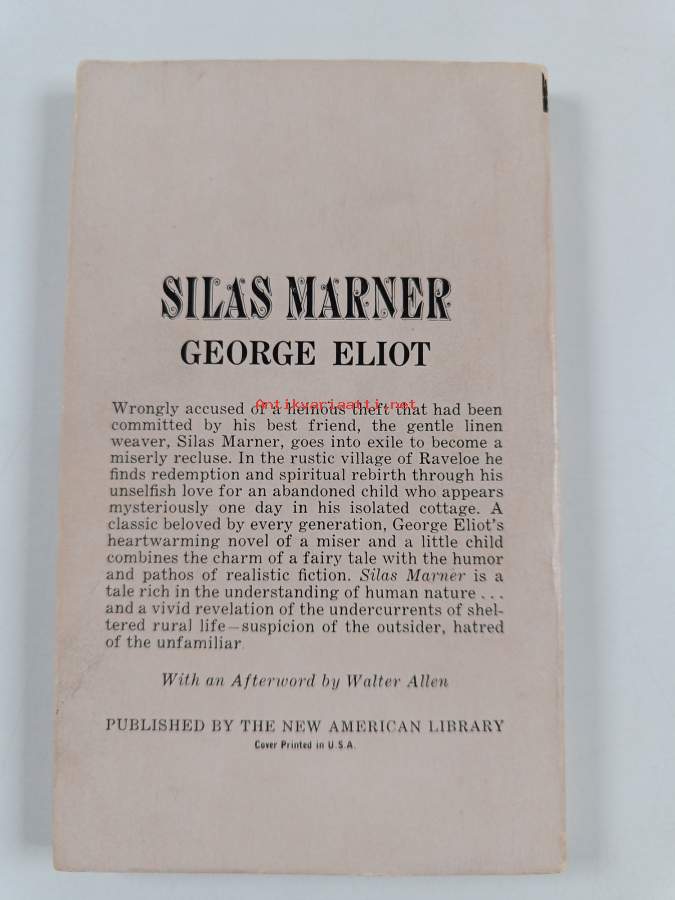 SILAS MARNER
GEORGE ELIOT
Antikvariaatti.net
Wrongly accused of a heinous theft that had been
committed by his best friend, the gentle linen
weaver, Silas Marner, goes into exile to become a
miserly recluse. In the rustic village of Raveloe he
finds redemption and spiritual rebirth through his
unselfish love for an abandoned child who appears
mysteriously one day in his isolated cottage. A
classic beloved by every generation, George Eliot's
heartwarming novel of a miser and a little child
combines the charm of a fairy tale with the humor
and pathos of realistic fiction. Silas Marner is a
tale rich in the understanding of human nature . . .
and a vivid revelation of the undercurrents of shel-
tered rural life—suspicion of the outsider, hatred
of the unfamiliar
With an Afterword by Walter Allen
PUBLISHED BY THE NEW AMERICAN LIBRARY
Cover Printed in U.S.A.